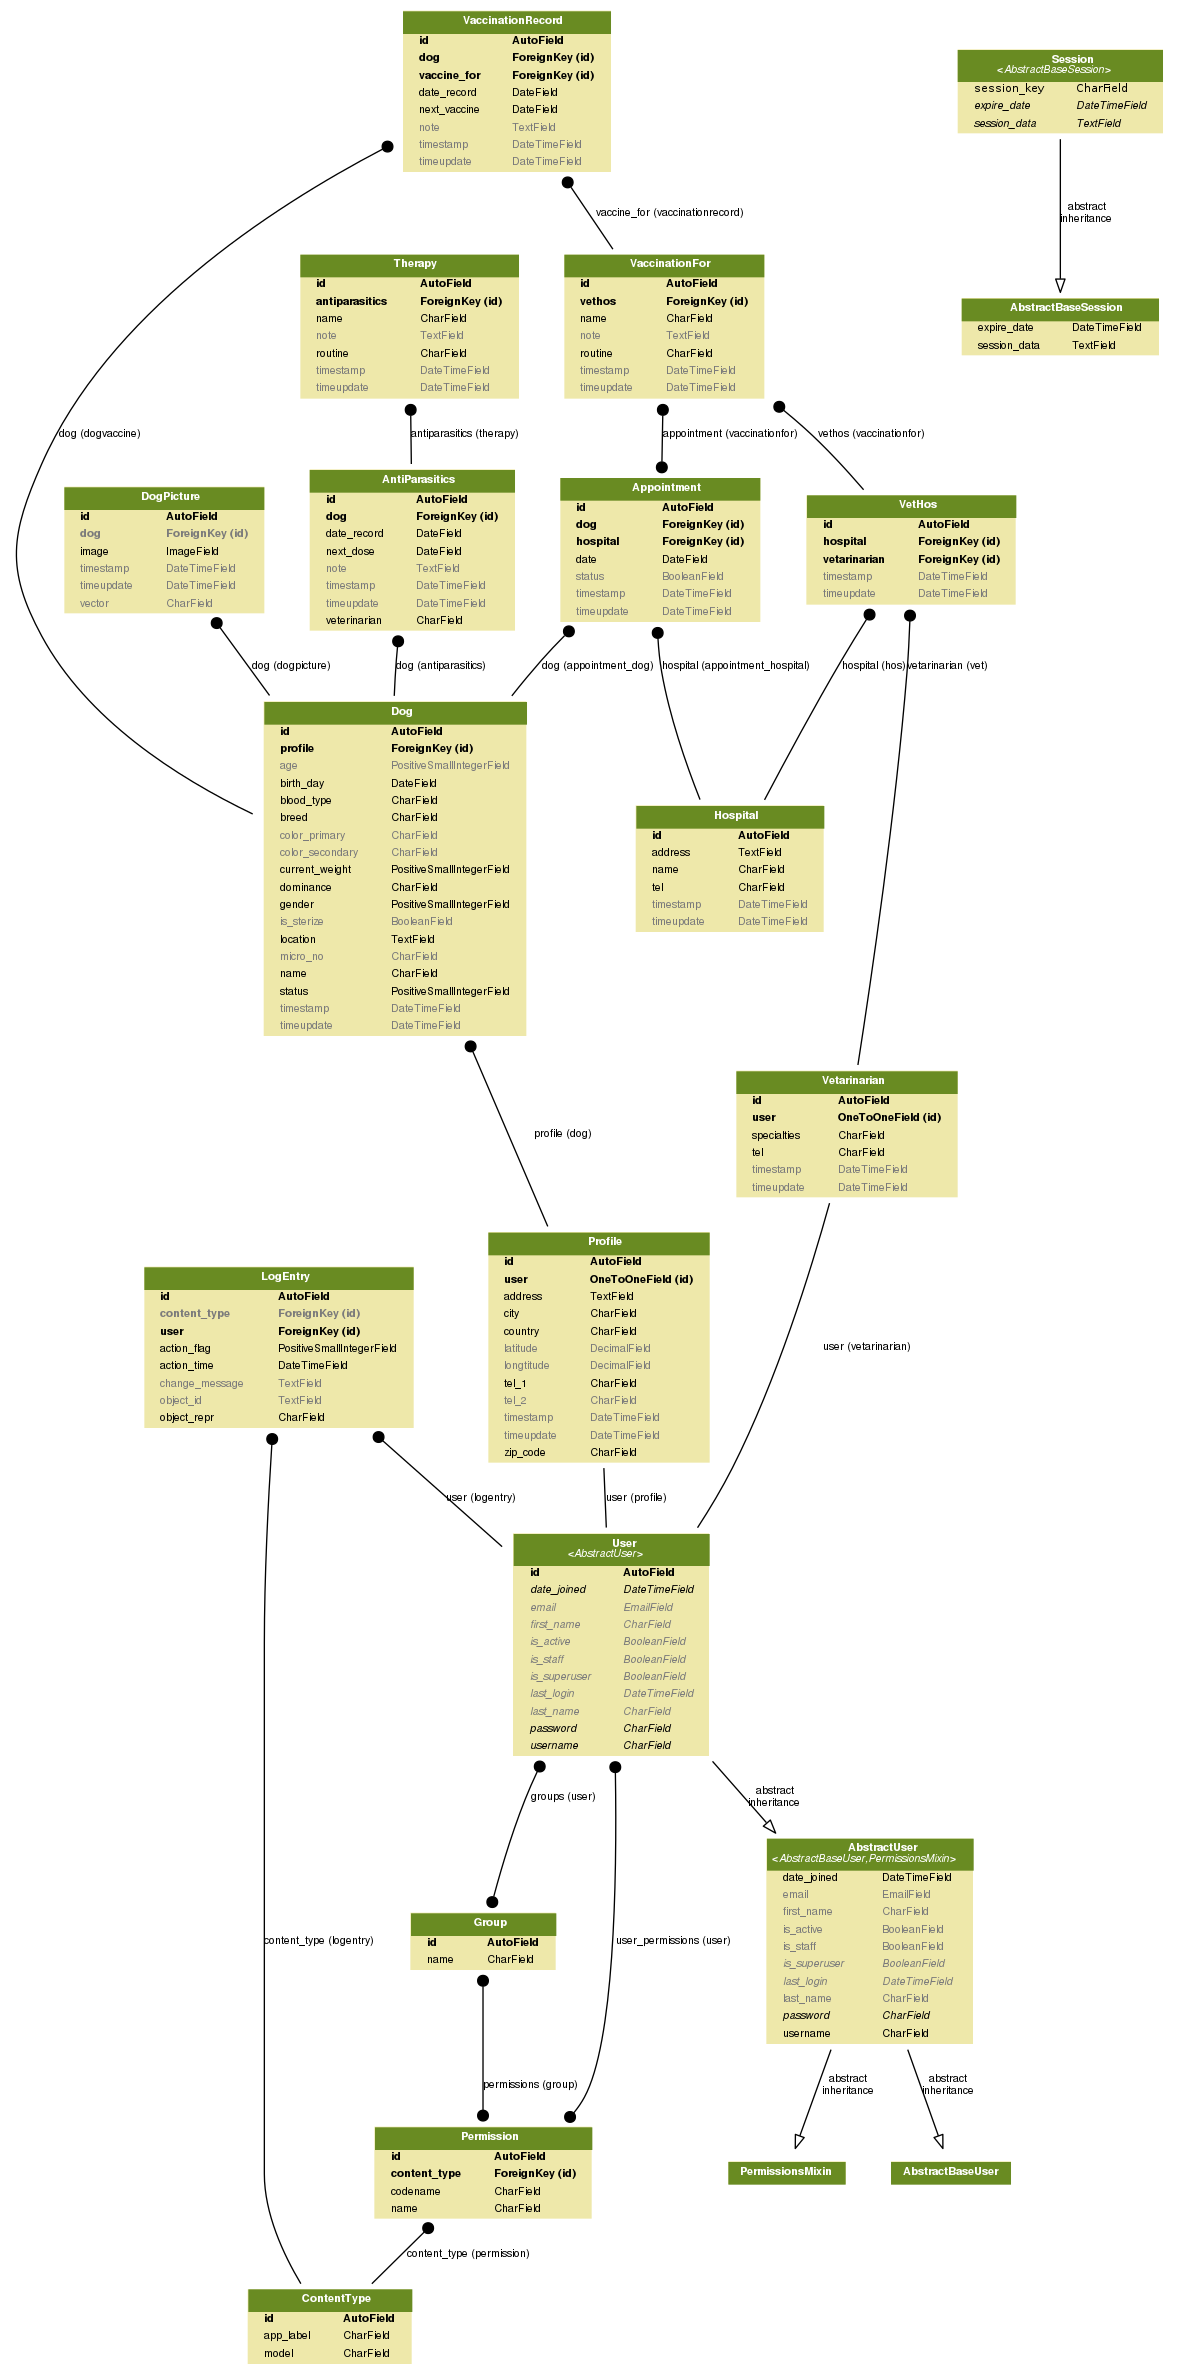 VaccinationRecord
id AutoField
dog ForeignKey (id)
vaccine_for ForeignKey (id)
date_record DateField
next_vaccine DateField
note TextField
timestamp DateTimeField
timeupdate DateTimeField
Session
<AbstractBaseSession>
session_key CharField
expire_date DateTimeField
session_data TextField
vaccine_for (vaccinationrecord)
abstract
inheritance
Therapy
id AutoField
antiparasitics ForeignKey (id)
name CharField
note TextField
routine CharField
timestamp DateTimeField
timeupdate DateTimeField
VaccinationFor
id AutoField
vethos ForeignKey (id)
name CharField
note TextField
routine CharField
timestamp DateTimeField
timeupdate DateTimeField
AbstractBaseSession
expire_date DateTimeField
session_data TextField
dog (dogvaccine)
antiparasitics (therapy)
appointment (vaccinationfor)
vethos (vaccinationfor)
DogPicture
id AutoField
dog ForeignKey (id)
image ImageField
timestamp DateTimeField
timeupdate DateTimeField
vector CharField
AntiParasitics
id AutoField
dog ForeignKey (id)
date_record DateField
next_dose DateField
note TextField
timestamp DateTimeField
timeupdate DateTimeField
veterinarian CharField
Appointment
id AutoField
dog ForeignKey (id)
hospital ForeignKey (id)
date DateField
status BooleanField
timestamp DateTimeField
timeupdate DateTimeField
VetHos
id AutoField
hospital ForeignKey (id)
vetarinarian ForeignKey (id)
timestamp DateTimeField
timeupdate DateTimeField
dog (dogpicture)
dog (antiparasitics)
dog (appointment_dog)
hospital (appointment_hospital)
hospital (hos)
vetarinarian (vet)
Dog
id AutoField
profile ForeignKey (id)
age PositiveSmallIntegerField
birth_day DateField
blood_type CharField
breed CharField
color_primary CharField
color_secondary CharField
current_weight PositiveSmallIntegerField
dominance CharField
gender PositiveSmallIntegerField
is_sterize BooleanField
location TextField
micro_no CharField
name CharField
status PositiveSmallIntegerField
timestamp DateTimeField
timeupdate DateTimeField
Hospital
id AutoField
address TextField
name CharField
tel CharField
timestamp DateTimeField
timeupdate DateTimeField
Vetarinarian
id AutoField
user OneToOneField (id)
specialties CharField
tel CharField
timestamp DateTimeField
timeupdate DateTimeField
profile (dog)
Profile
id AutoField
user OneToOneField (id)
address TextField
city CharField
country CharField
latitude DecimalField
longtitude DecimalField
tel_1 CharField
tel_2 CharField
timestamp DateTimeField
timeupdate DateTimeField
zip_code CharField
LogEntry
id AutoField
content_type ForeignKey (id)
user ForeignKey (id)
action_flag PositiveSmallIntegerField
action_time DateTimeField
change_message TextField
object_id TextField
object_repr CharField
user (vetarinarian)
user (logentry)
user (profile)
User
<AbstractUser>
id AutoField
date_joined DateTimeField
email EmailField
first_name CharField
is_active BooleanField
is_staff BooleanField
is_superuser BooleanField
last_login DateTimeField
last_name CharField
password CharField
username CharField
groups (user)
abstract
inheritance
AbstractUser
<AbstractBaseUser,PermissionsMixin>
date_joined DateTimeField
email EmailField
first_name CharField
is_active BooleanField
is_staff BooleanField
is_superuser BooleanField
last_login DateTimeField
last_name CharField
password CharField
username CharField
Group
id AutoField
name CharField
content_type (logentry)
user_permissions (user)
permissions (group)
abstract
inheritance
abstract
inheritance
Permission
id AutoField
content_type ForeignKey (id)
codename CharField
name CharField
PermissionsMixin
AbstractBaseUser
content_type (permission)
ContentType
id AutoField
app_label CharField
model CharField